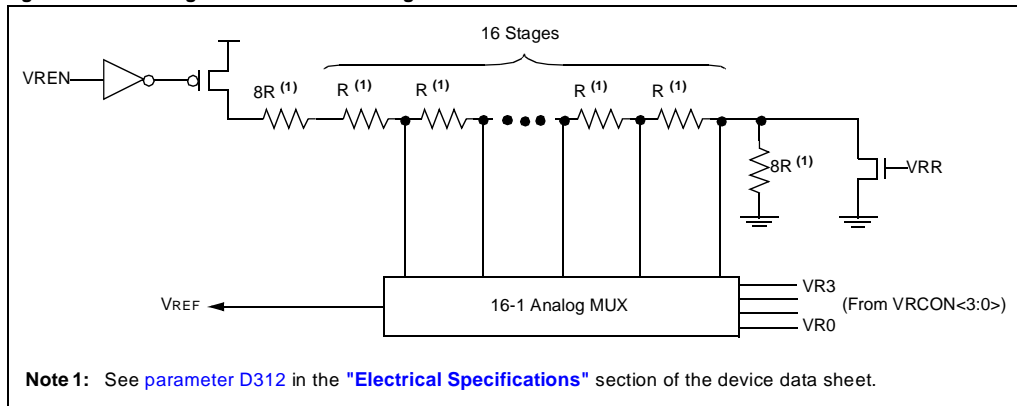 16 Stages
VREN
8R (1)
R (1)
R (1)
R (1)
R (1)
8R (1)
VRR
VREF
16-1 Analog MUX
VR3
(From VRCON<3:0>)
VR0
Note 1: See parameter D312 in the "Electrical Specifications" section of the device data sheet.